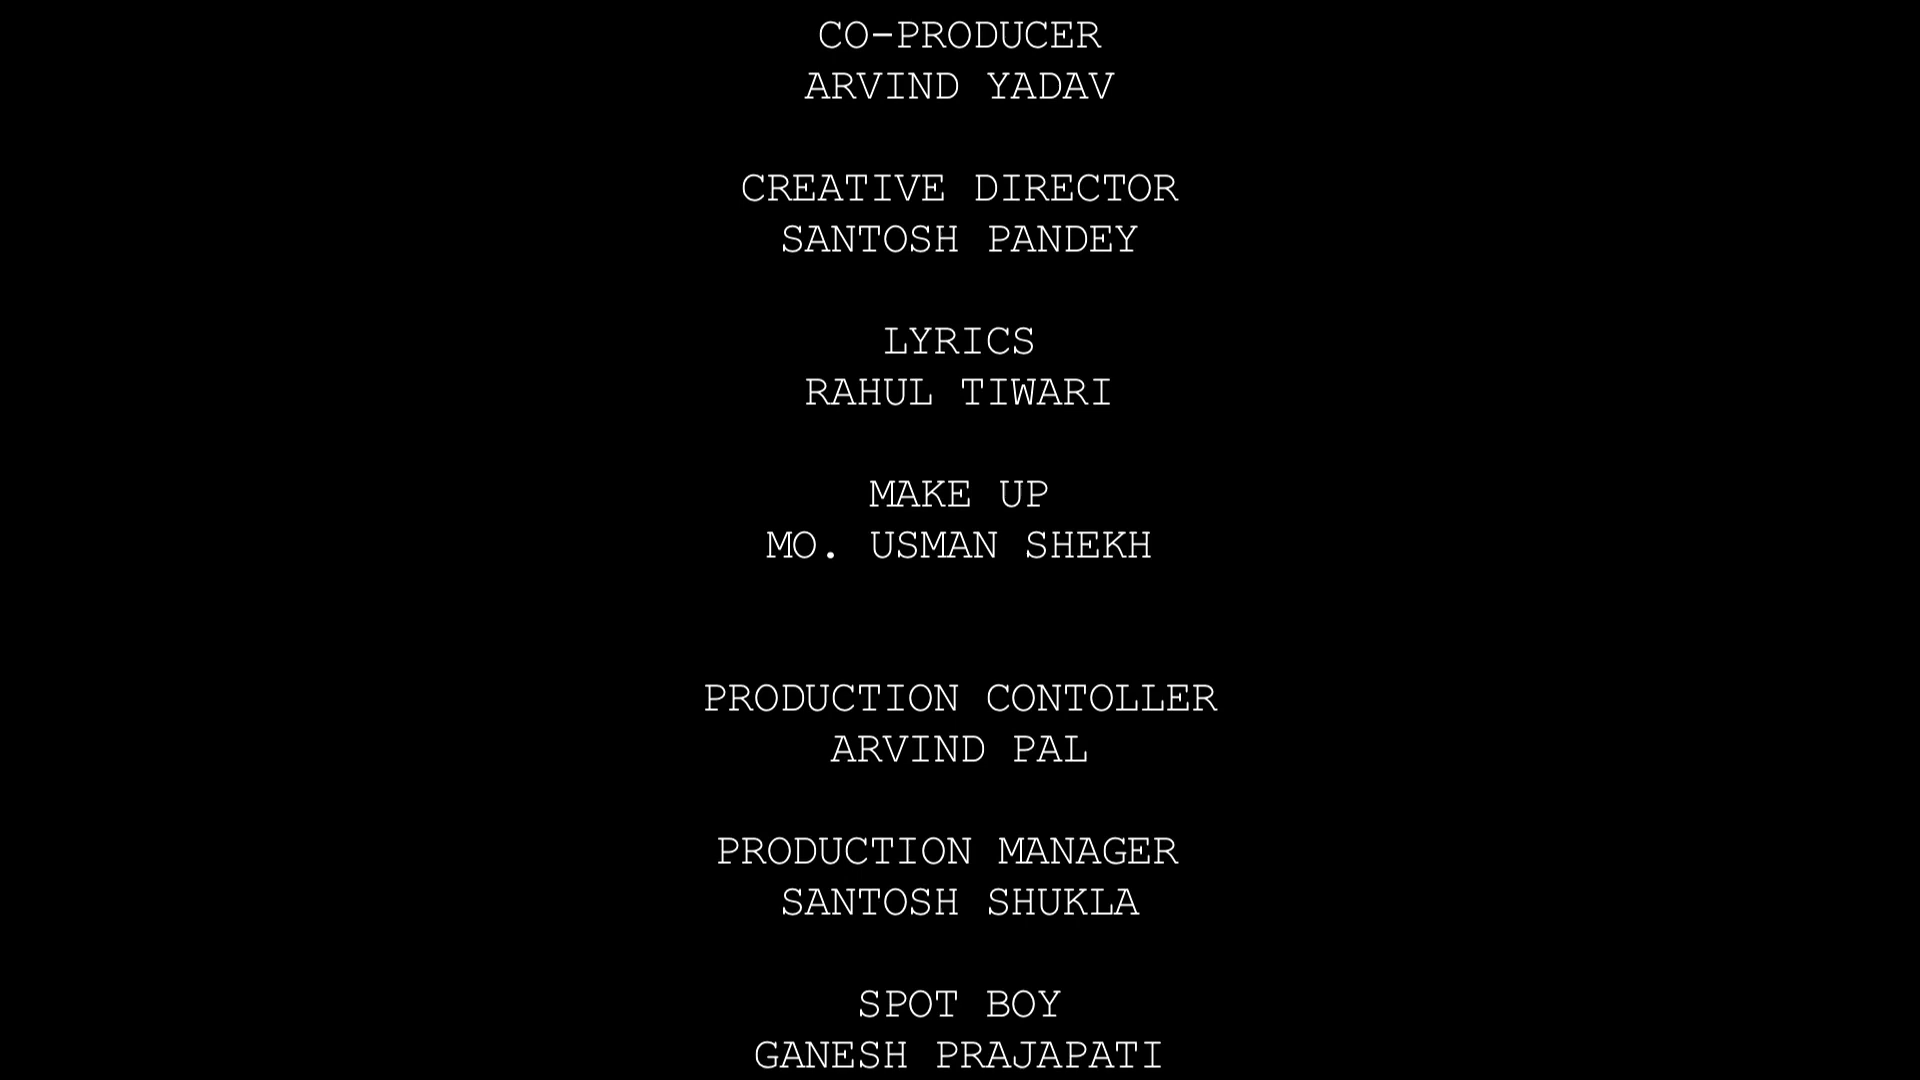 CO-PRODUCER
ARVIND YADAV
CREATIVE DIRECTOR
SANTOSH PANDEY
LYRICS
RAHUL TIWARI
MAKE UP
MO. USMAN SHEKH
PRODUCTION CONTOLLER
ARVIND PAL
PRODUCTION MANAGER
SANTOSH SHUKLA
SPOT BOY
GANESH PRAJAPATI